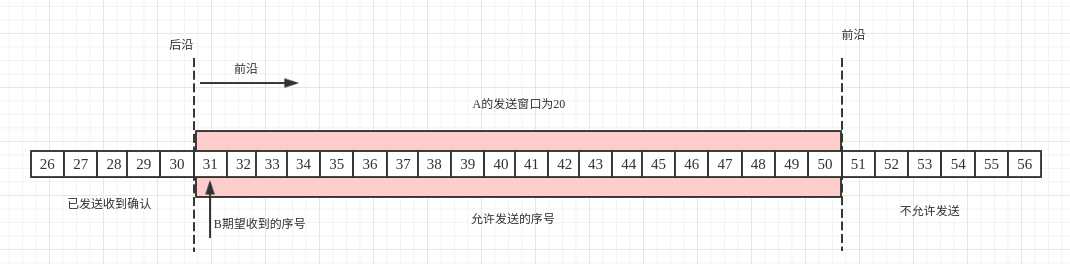 前沿
后沿
前沿
A的发送窗口为20
26 27 28 29 30 31 32 33 34 35 36 37 38 39 40 41 42 43 44 45 46 47 48 49 50 51 52 53 54 55 56
已发送收到确认
B期望收到的序号
允许发送的序号
不允许发送